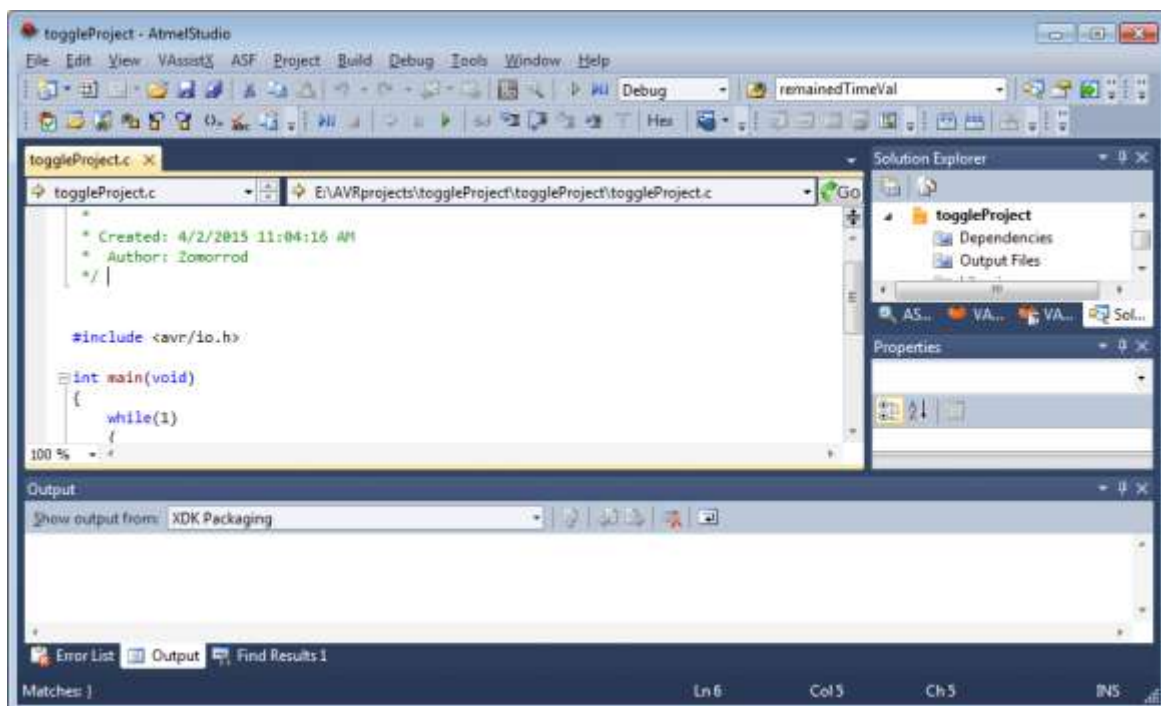 toggleProject - AtmelStudio
File Edit View VAssistX ASF Project Build Debug Tools Window Help
Debug remainedTimeVal
Hex
toggleProject.c
toggleProject.c E:\AVRprojects\toggleProject\toggleProject\toggleProject.c Go
*
* Created: 4/2/2015 11:04:16 AM
* Author: Zomorrod
*/
#include <avr/io.h>
int main(void)
{
while(1)
{
100 %
Solution Explorer
toggleProject
Dependencies
Output Files
AS... VA... VA... Sol...
Properties
Output
Show output from: XDK Packaging
Error List Output Find Results 1
Matches: } Ln 6 Col 5 Ch 5 INS